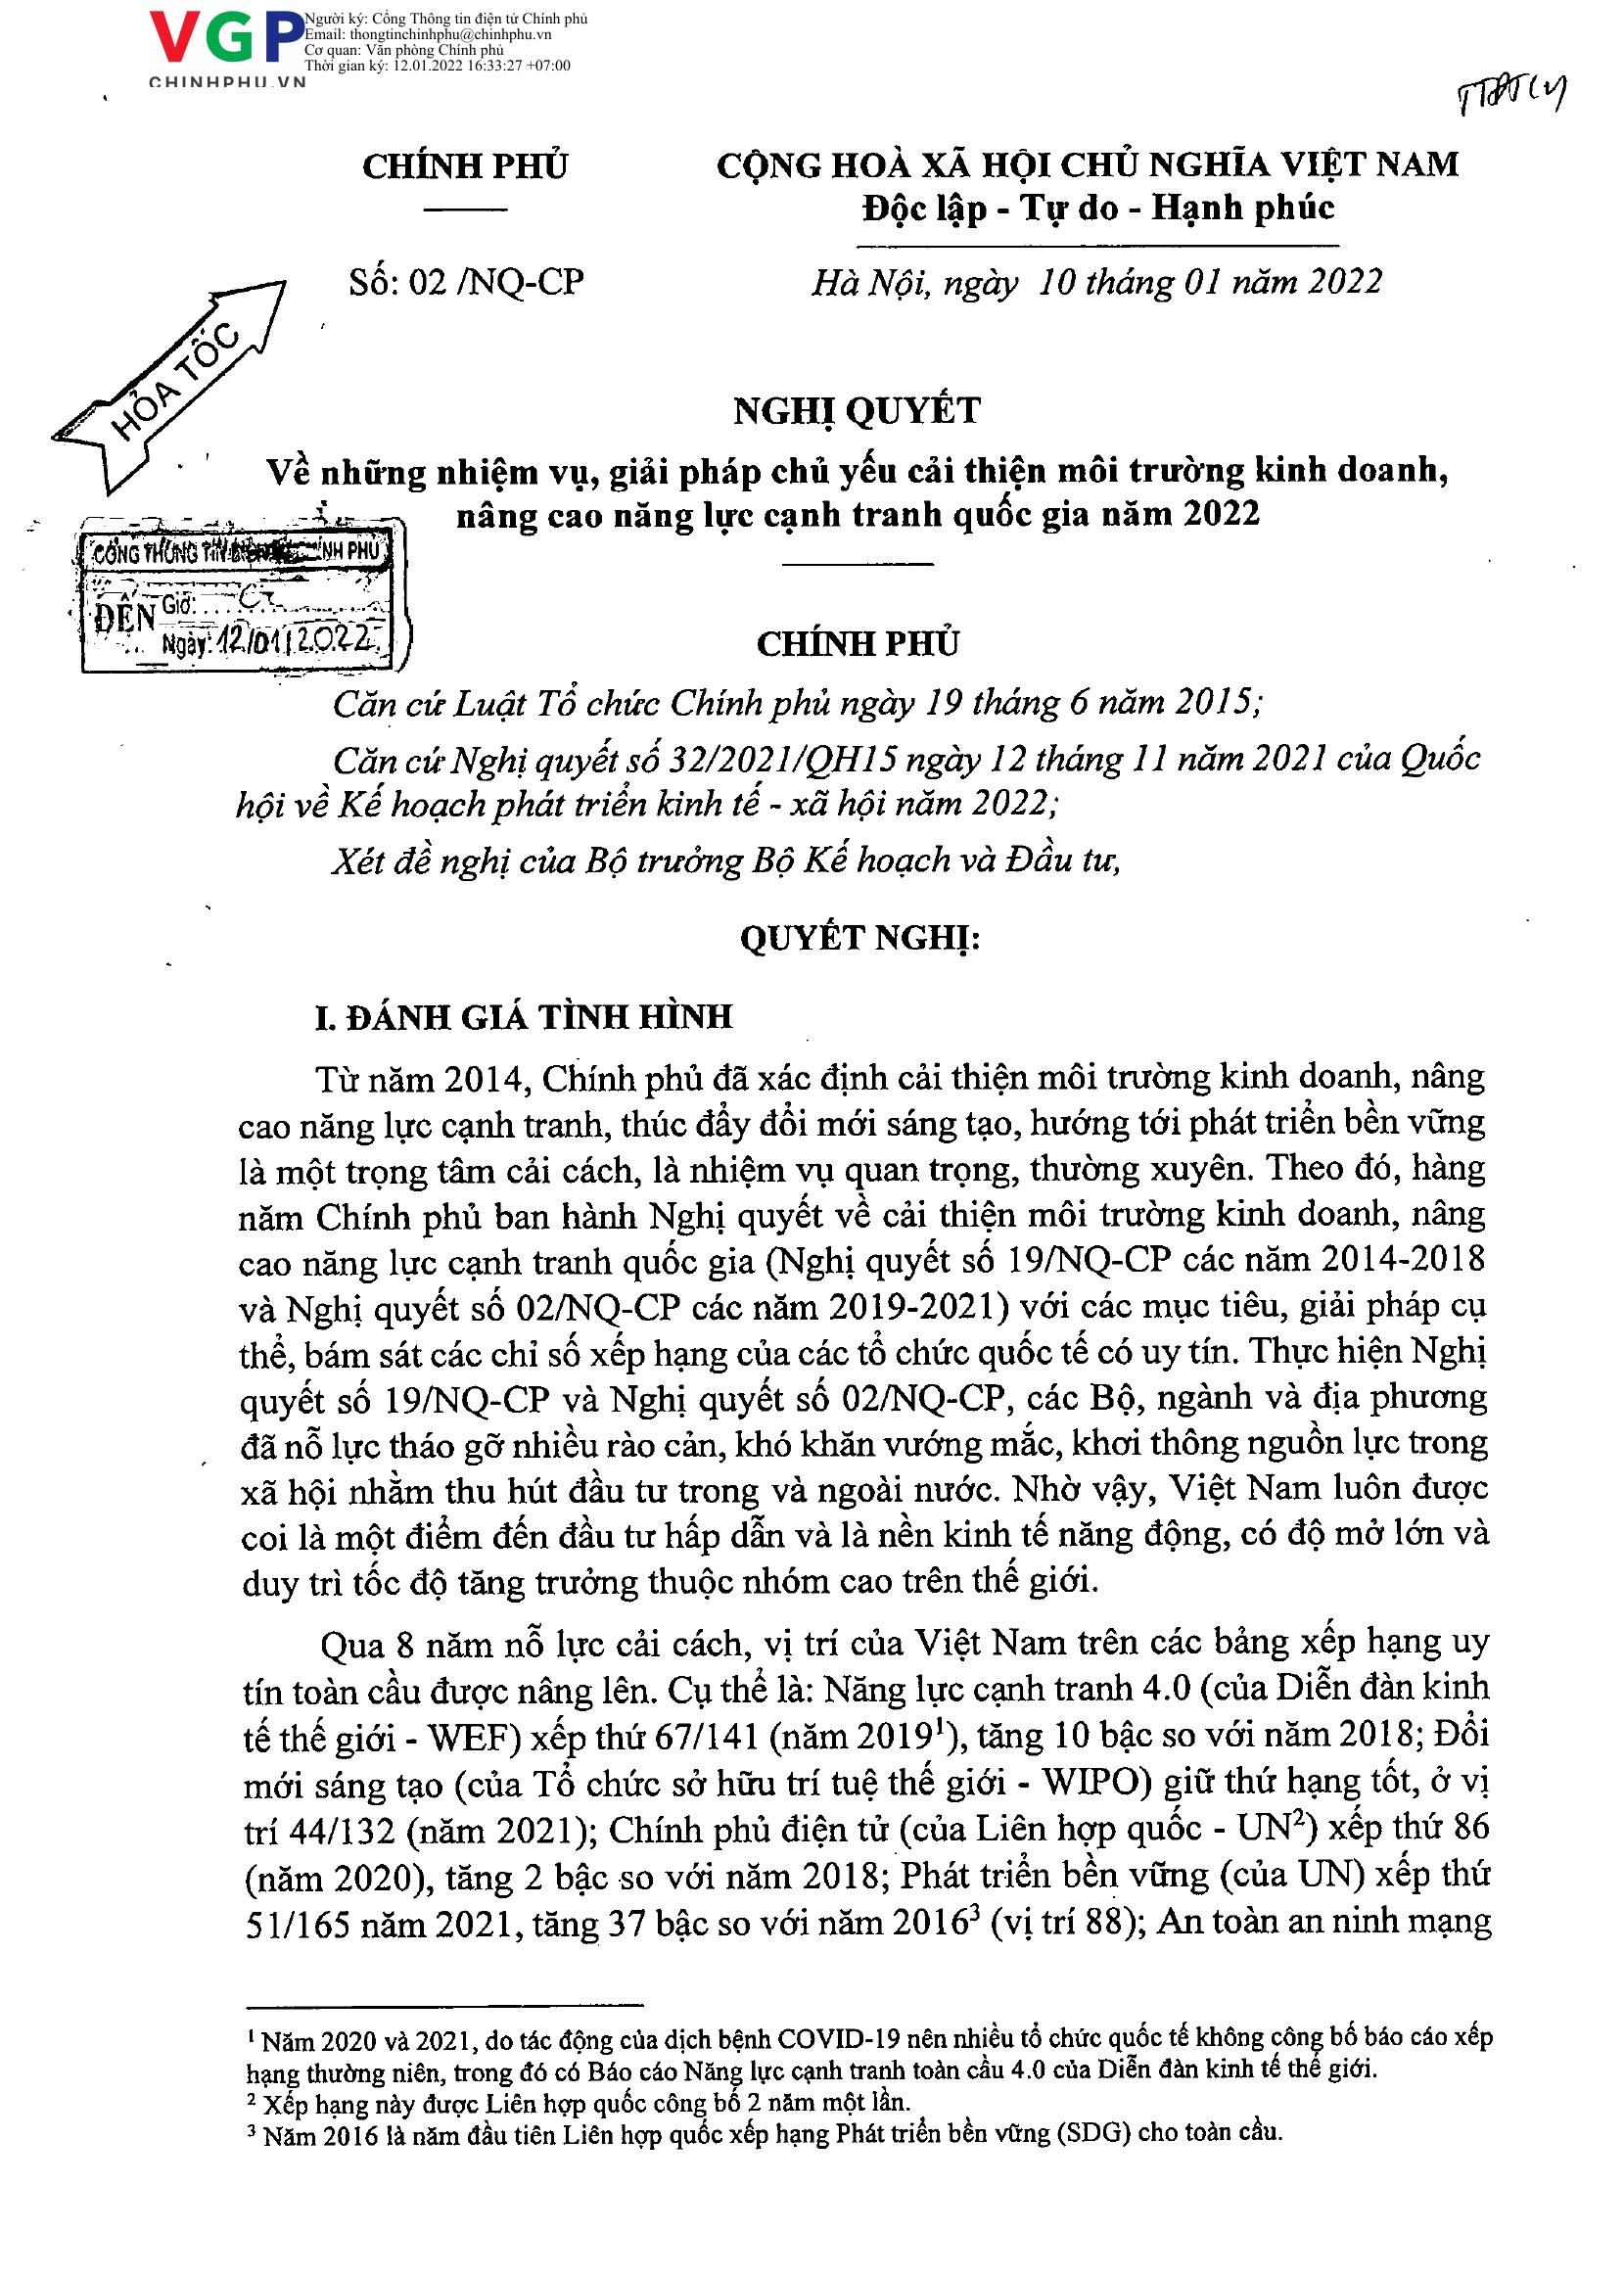 VGP
CHINHPHU.VN
Người ký: Cổng Thông tin điện tử Chính phủ
Email: thongtinchinhphu@chinhphu.vn
Cơ quan: Văn phòng Chính phủ
Thời gian ký: 12.01.2022 16:33:27 +07:00
CHÍNH PHỦ
CỘNG HOÀ XÃ HỘI CHỦ NGHĨA VIỆT NAM
Độc lập - Tự do - Hạnh phúc
Số: 02 /NQ-CP
Hà Nội, ngày 10 tháng 01 năm 2022
HỎA TỐC
NGHỊ QUYẾT
Về những nhiệm vụ, giải pháp chủ yếu cải thiện môi trường kinh doanh,
nâng cao năng lực cạnh tranh quốc gia năm 2022
CỔNG THÔNG TIN PHỦ
ĐẾN Giờ:
Ngày: 12/01/2022
CHÍNH PHỦ
Căn cứ Luật Tổ chức Chính phủ ngày 19 tháng 6 năm 2015;
Căn cứ Nghị quyết số 32/2021/QH15 ngày 12 tháng 11 năm 2021 của Quốc
hội về Kế hoạch phát triển kinh tế - xã hội năm 2022;
Xét đề nghị của Bộ trưởng Bộ Kế hoạch và Đầu tư,
QUYẾT NGHỊ:
I. ĐÁNH GIÁ TÌNH HÌNH
Từ năm 2014, Chính phủ đã xác định cải thiện môi trường kinh doanh, nâng
cao năng lực cạnh tranh, thúc đẩy đổi mới sáng tạo, hướng tới phát triển bền vững
là một trọng tâm cải cách, là nhiệm vụ quan trọng, thường xuyên. Theo đó, hàng
năm Chính phủ ban hành Nghị quyết về cải thiện môi trường kinh doanh, nâng
cao năng lực cạnh tranh quốc gia (Nghị quyết số 19/NQ-CP các năm 2014-2018
và Nghị quyết số 02/NQ-CP các năm 2019-2021) với các mục tiêu, giải pháp cụ
thể, bám sát các chỉ số xếp hạng của các tổ chức quốc tế có uy tín. Thực hiện Nghị
quyết số 19/NQ-CP và Nghị quyết số 02/NQ-CP, các Bộ, ngành và địa phương
đã nỗ lực tháo gỡ nhiều rào cản, khó khăn vướng mắc, khơi thông nguồn lực trong
xã hội nhằm thu hút đầu tư trong và ngoài nước. Nhờ vậy, Việt Nam luôn được
coi là một điểm đến đầu tư hấp dẫn và là nền kinh tế năng động, có độ mở lớn và
duy trì tốc độ tăng trưởng thuộc nhóm cao trên thế giới.
Qua 8 năm nỗ lực cải cách, vị trí của Việt Nam trên các bảng xếp hạng uy
tín toàn cầu được nâng lên. Cụ thể là: Năng lực cạnh tranh 4.0 (của Diễn đàn kinh
tế thế giới - WEF) xếp thứ 67/141 (năm 2019¹), tăng 10 bậc so với năm 2018; Đổi
mới sáng tạo (của Tổ chức sở hữu trí tuệ thế giới - WIPO) giữ thứ hạng tốt, ở vị
trí 44/132 (năm 2021); Chính phủ điện tử (của Liên hợp quốc - UN²) xếp thứ 86
(năm 2020), tăng 2 bậc so với năm 2018; Phát triển bền vững (của UN) xếp thứ
51/165 năm 2021, tăng 37 bậc so với năm 2016³ (vị trí 88); An toàn an ninh mạng
¹ Năm 2020 và 2021, do tác động của dịch bệnh COVID-19 nên nhiều tổ chức quốc tế không công bố báo cáo xếp
hạng thường niên, trong đó có Báo cáo Năng lực cạnh tranh toàn cầu 4.0 của Diễn đàn kinh tế thế giới.
² Xếp hạng này được Liên hợp quốc công bố 2 năm một lần.
³ Năm 2016 là năm đầu tiên Liên hợp quốc xếp hạng Phát triển bền vững (SDG) cho toàn cầu.